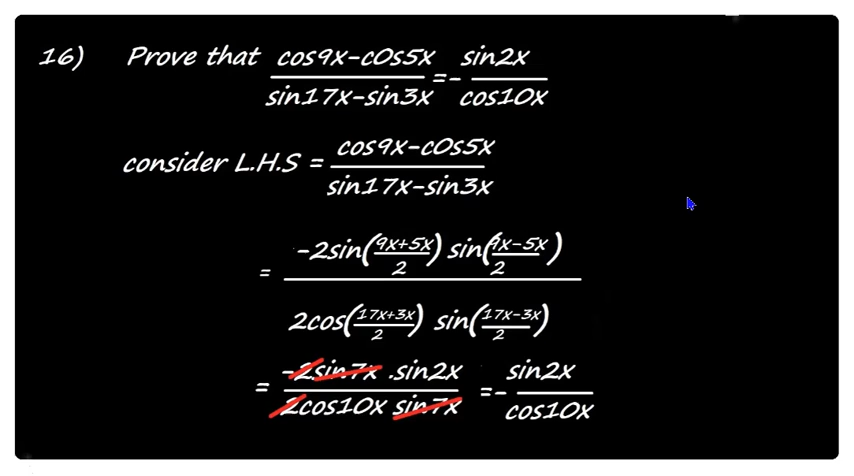 16) Prove that (cos9x-cOs5x)/(sin17x-sin3x) = - (sin2x)/(cos10x)
consider L.H.S = (cos9x-cOs5x)/(sin17x-sin3x)
= (-2sin((9x+5x)/2) sin((9x-5x)/2))/(2cos((17x+3x)/2) sin((17x-3x)/2))
= (-2sin7x .sin2x)/(2cos10x sin7x) = - (sin2x)/(cos10x)